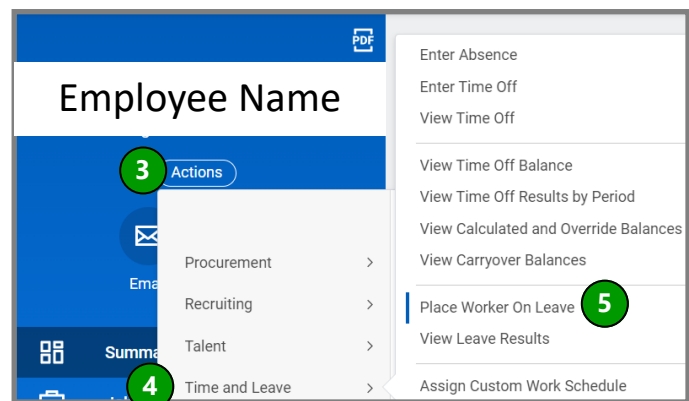 PDF
Employee Name
3 Actions
Procurement
Recruiting
Talent
4 Time and Leave
Ema
Summa
Enter Absence
Enter Time Off
View Time Off
View Time Off Balance
View Time Off Results by Period
View Calculated and Override Balances
View Carryover Balances
Place Worker On Leave 5
View Leave Results
Assign Custom Work Schedule